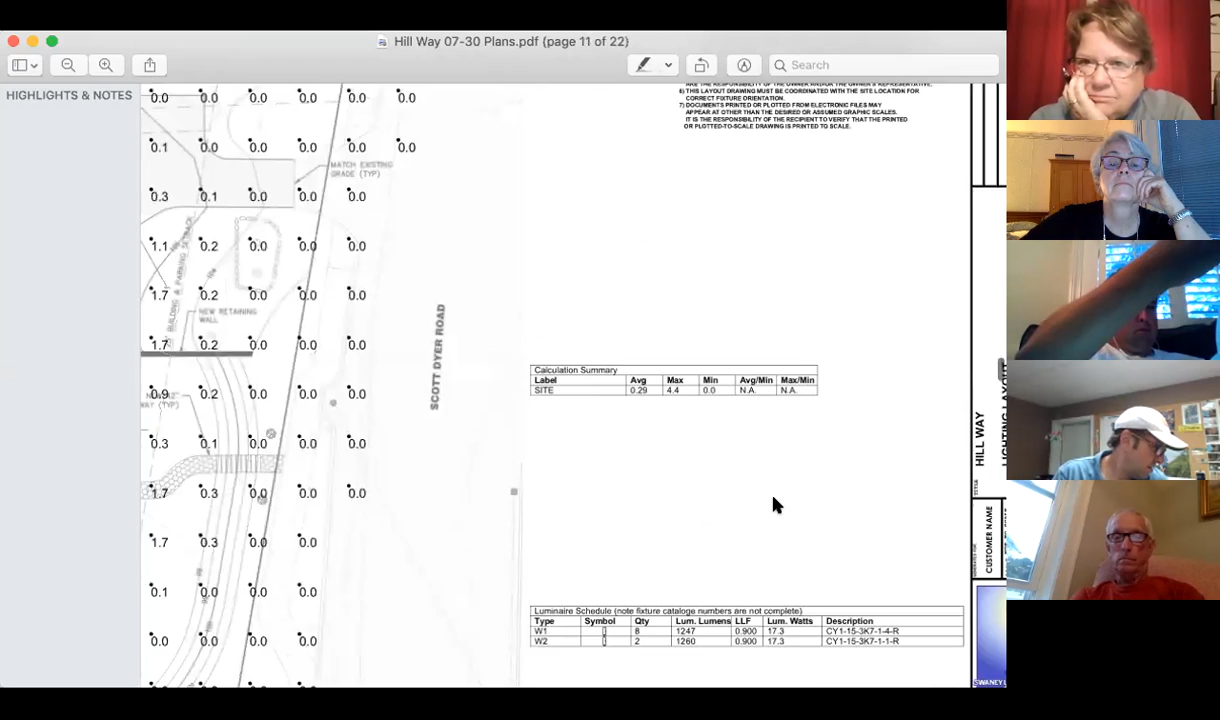 Hill Way 07-30 Plans.pdf (page 11 of 22)
Search
HIGHLIGHTS & NOTES
6) THIS LAYOUT DRAWING MUST BE COORDINATED WITH THE SITE LOCATION FOR
CORRECT FIXTURE ORIENTATION.
7) DOCUMENTS PRINTED OR PLOTTED FROM ELECTRONIC FILES MAY
APPEAR AT OTHER THAN THE DESIRED OR ASSUMED GRAPHIC SCALES.
IT IS THE RESPONSIBILITY OF THE RECIPIENT TO VERIFY THAT THE PRINTED
OR PLOTTED-TO-SCALE DRAWING IS PRINTED TO SCALE.
0.0 0.0 0.0 0.0 0.0 0.0
0.1 0.0 0.0 0.0 0.0 0.0
MATCH EXISTING
GRADE (TYP)
0.3 0.1 0.0 0.0 0.0
1.1 0.2 0.0 0.0 0.0
1.7 0.2 0.0 0.0 0.0
BUILDING & PARKING SETBACK
NEW RETAINING
WALL
1.7 0.2 0.0 0.0 0.0
0.9 0.2 0.0 0.0 0.0
WAY (TYP)
0.3 0.1 0.0 0.0 0.0
1.7 0.3 0.0 0.0 0.0
1.7 0.3 0.0 0.0
0.1 0.0 0.0 0.0
0.0 0.0 0.0 0.0
SCOTT DYER ROAD
Calculation Summary
Label Avg Max Min Avg/Min Max/Min
SITE 0.29 4.4 0.0 N.A. N.A.
Luminaire Schedule (note fixture cataloge numbers are not complete)
Type Symbol Qty Lum. Lumens LLF Lum. Watts Description
W1 8 1247 0.900 17.3 CY1-15-3K7-1-4-R
W2 2 1260 0.900 17.3 CY1-15-3K7-1-1-R
HILL WAY
LIGHTING LAYOUT
TITLE
CUSTOMER NAME
SWANEY L